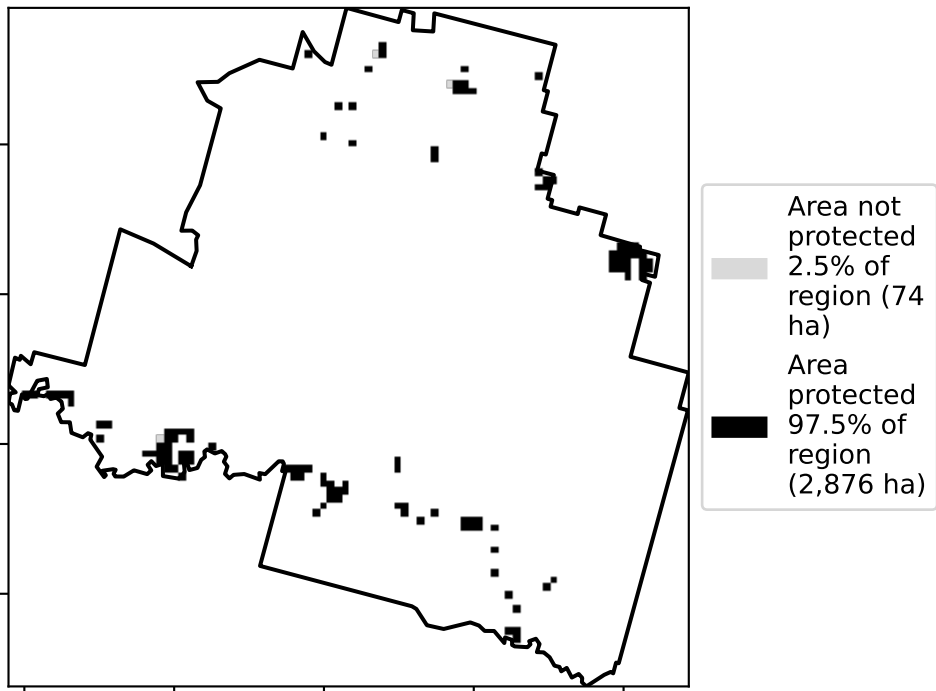 Area not
protected
2.5% of
region (74
ha)
Area
protected
97.5% of
region
(2,876 ha)